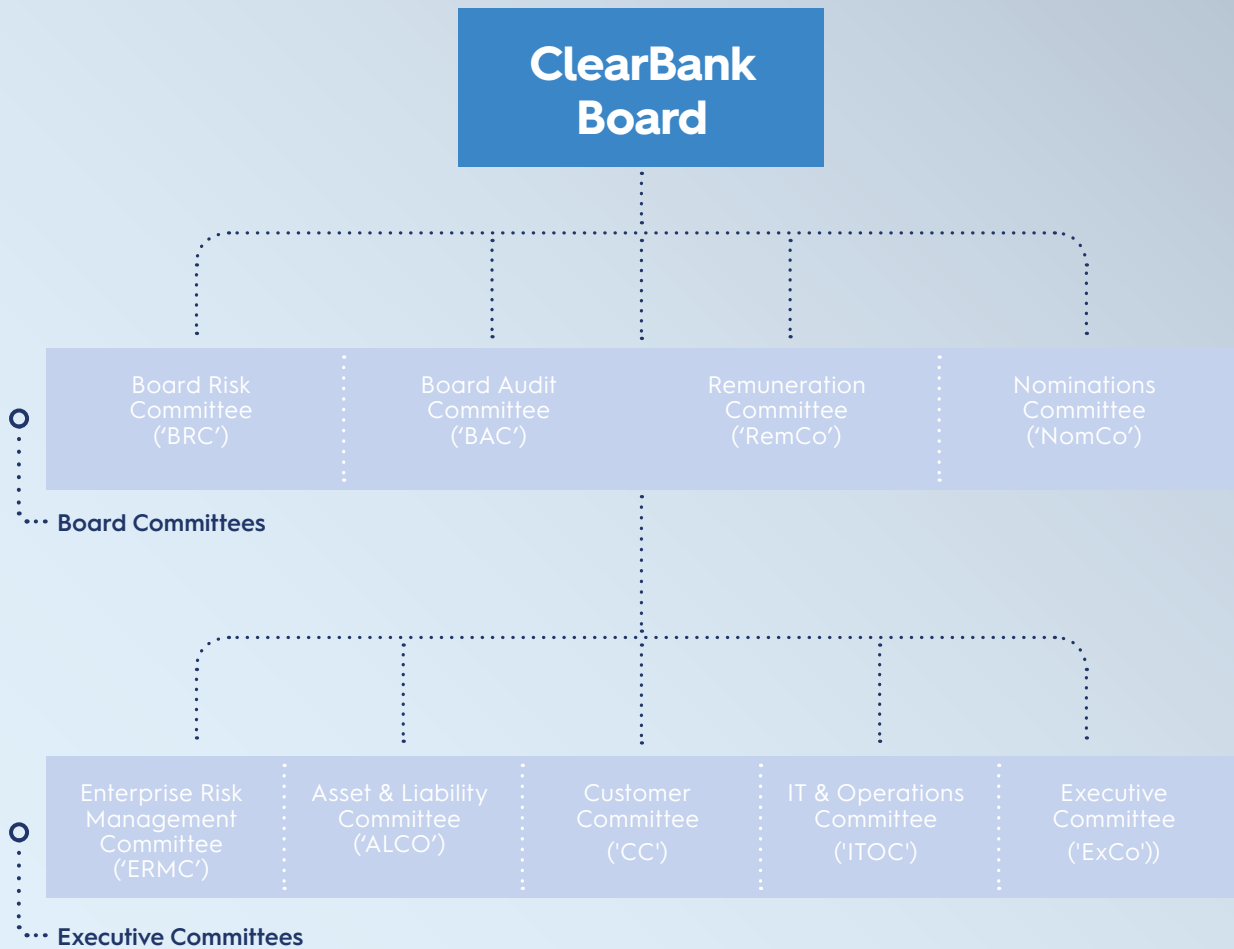 ClearBank
Board
Board Risk
Committee
(‘BRC’)
Board Audit
Committee
(‘BAC’)
Remuneration
Committee
(‘RemCo’)
Nominations
Committee
(‘NomCo’)
Board Committees
Enterprise Risk
Management
Committee
(‘ERMC’)
Asset & Liability
Committee
(‘ALCO’)
Customer
Committee
('CC')
IT & Operations
Committee
('ITOC')
Executive
Committee
('ExCo'))
Executive Committees